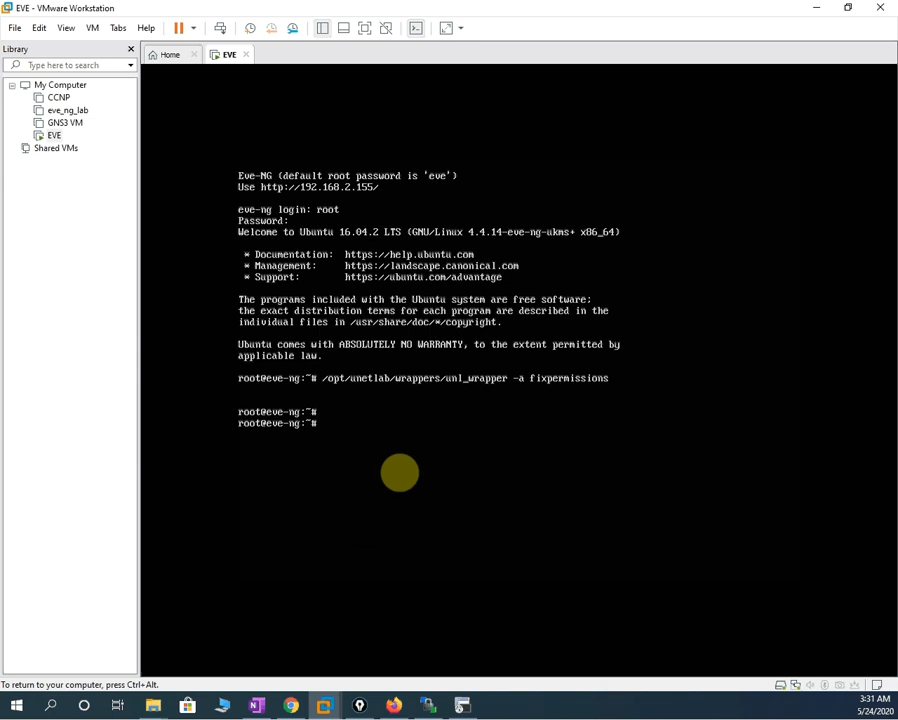 EVE - VMware Workstation
File Edit View VM Tabs Help
Library
Type here to search
Home
EVE
My Computer
CCNP
eve_ng_lab
GNS3 VM
EVE
Shared VMs
Eve-NG (default root password is 'eve')
Use http://192.168.2.155/
eve-ng login: root
Password:
Welcome to Ubuntu 16.04.2 LTS (GNU/Linux 4.4.14-eve-ng-ukms+ x86_64)
* Documentation: https://help.ubuntu.com
* Management: https://landscape.canonical.com
* Support: https://ubuntu.com/advantage
The programs included with the Ubuntu system are free software;
the exact distribution terms for each program are described in the
individual files in /usr/share/doc/*/copyright.
Ubuntu comes with ABSOLUTELY NO WARRANTY, to the extent permitted by
applicable law.
root@eve-ng:~# /opt/unetlab/wrappers/unl_wrapper -a fixpermissions
root@eve-ng:~#
root@eve-ng:~#
To return to your computer, press Ctrl+Alt.
3:31 AM
5/24/2020